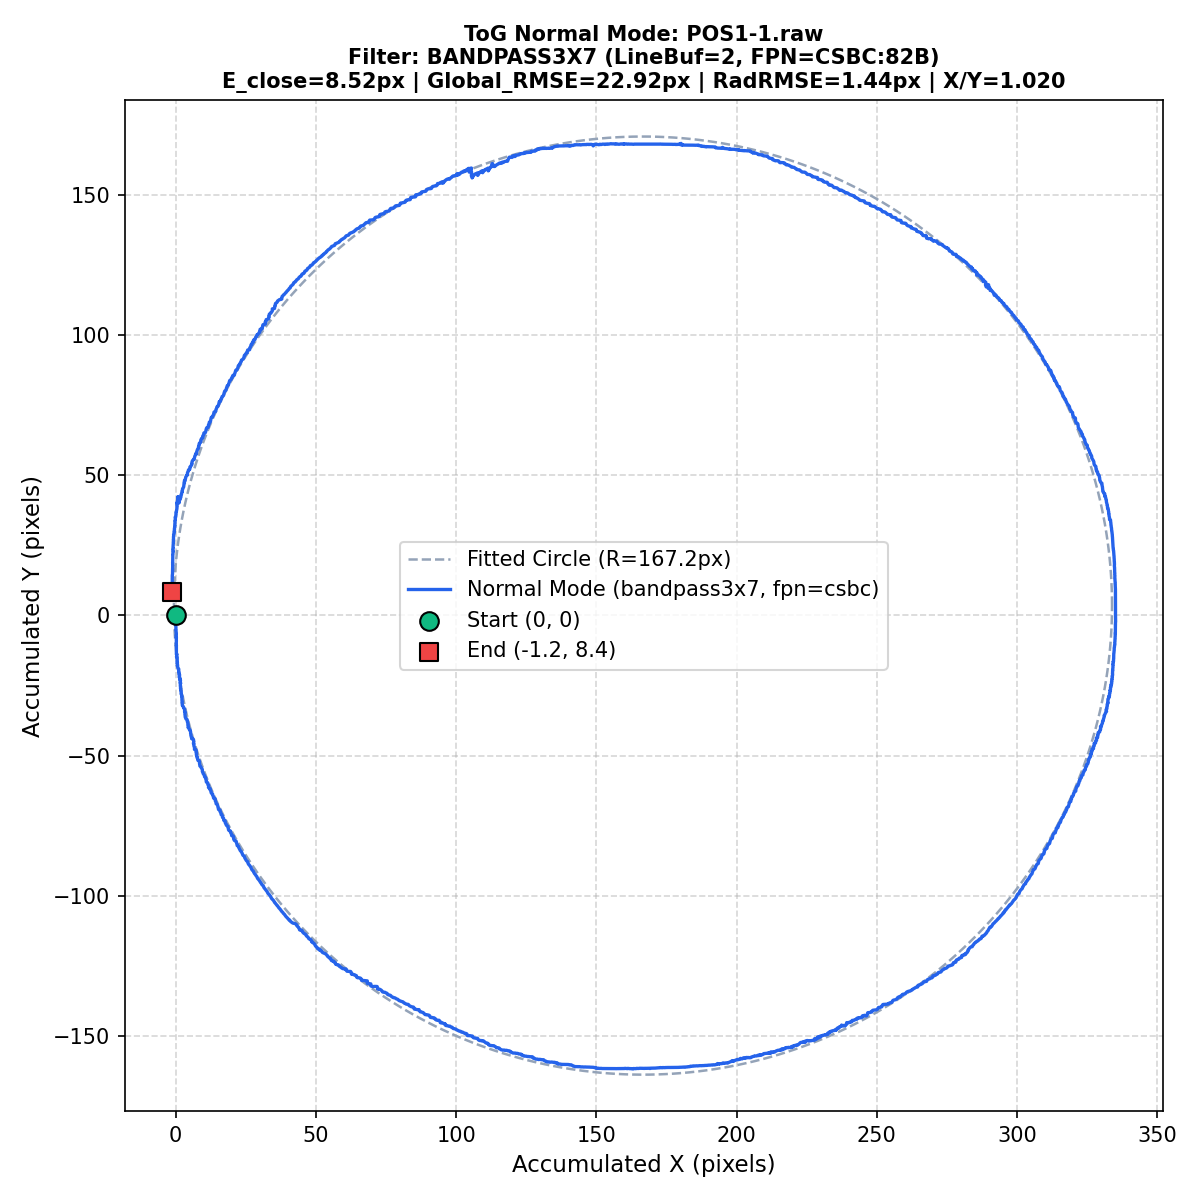 ToG Normal Mode: POS1-1.raw
Filter: BANDPASS3X7 (LineBuf=2, FPN=CSBC:82B)
E_close=8.52px | Global_RMSE=22.92px | RadRMSE=1.44px | X/Y=1.020
Accumulated Y (pixels)
150
100
50
0
−50
−100
−150
Fitted Circle (R=167.2px)
Normal Mode (bandpass3x7, fpn=csbc)
Start (0, 0)
End (-1.2, 8.4)
0 50 100 150 200 250 300 350
Accumulated X (pixels)